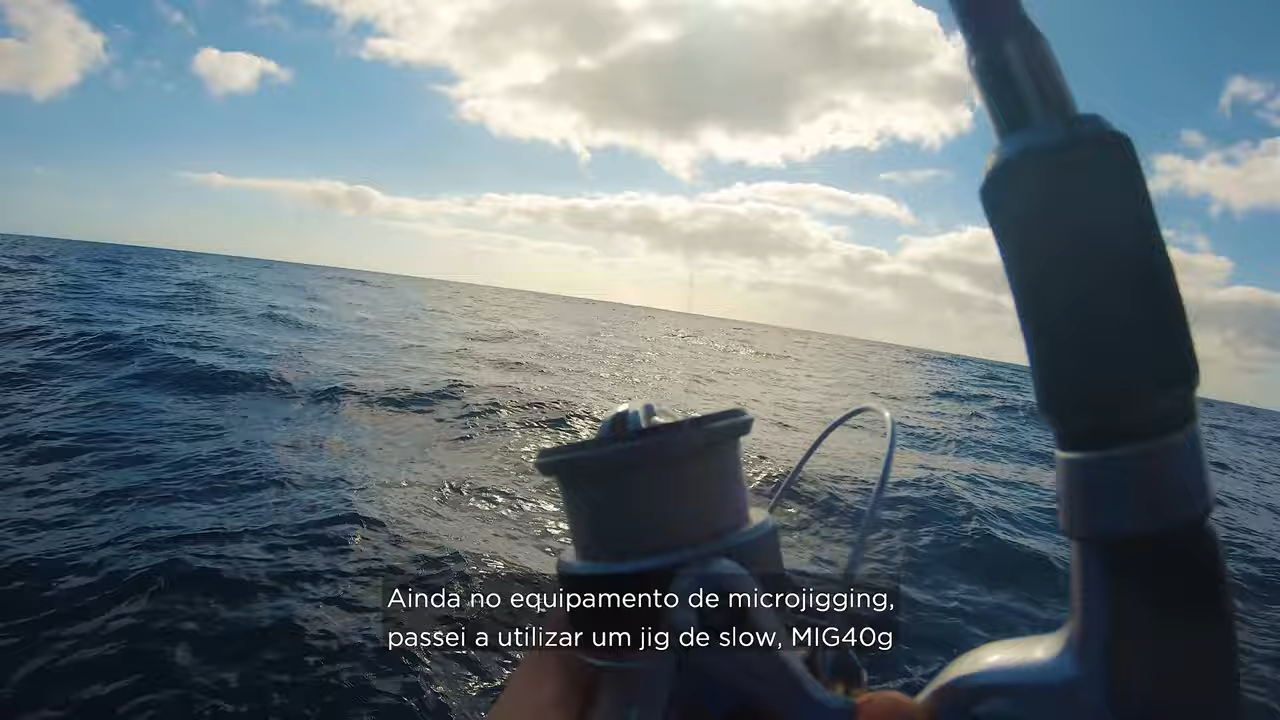 Ainda no equipamento de microjigging,
passei a utilizar um jig de slow, MIG40g